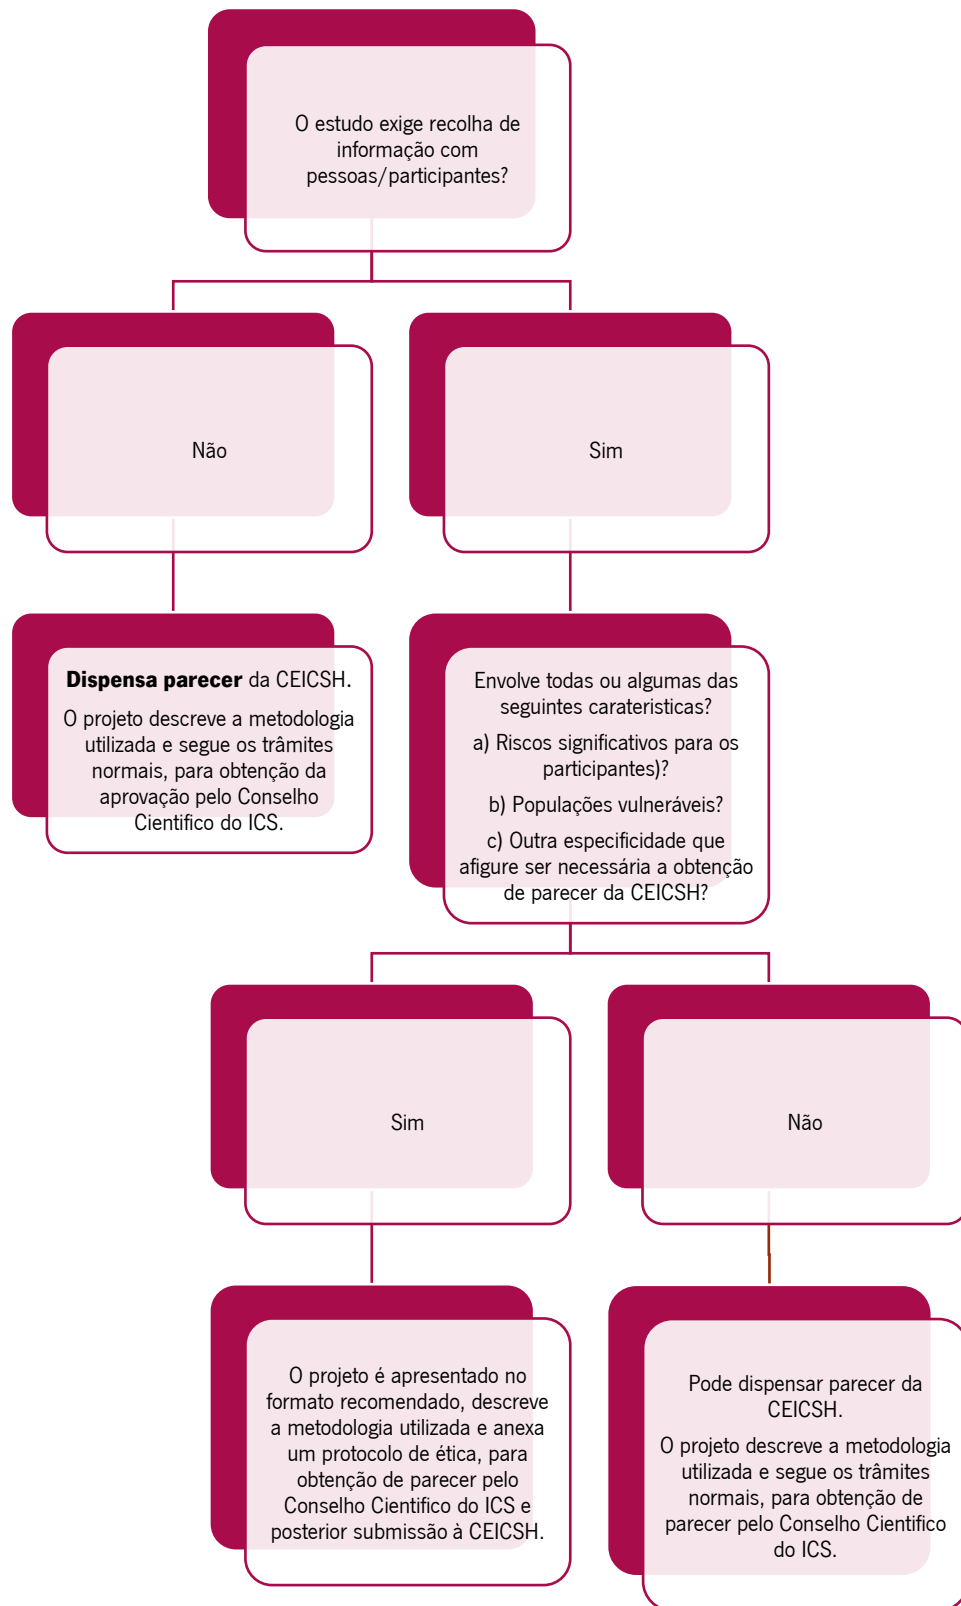 O estudo exige recolha de
informação com
pessoas/participantes?
Não
Sim
Dispensa parecer da CEICSH.
O projeto descreve a metodologia
utilizada e segue os trâmites
normais, para obtenção da
aprovação pelo Conselho
Cientifico do ICS.
Envolve todas ou algumas das
seguintes carateristicas?
a) Riscos significativos para os
participantes)?
b) Populações vulneráveis?
c) Outra especificidade que
afigure ser necessária a obtenção
de parecer da CEICSH?
Sim
Não
O projeto é apresentado no
formato recomendado, descreve
a metodologia utilizada e anexa
um protocolo de ética, para
obtenção de parecer pelo
Conselho Cientifico do ICS e
posterior submissão à CEICSH.
Pode dispensar parecer da
CEICSH.
O projeto descreve a metodologia
utilizada e segue os trâmites
normais, para obtenção de
parecer pelo Conselho Cientifico
do ICS.